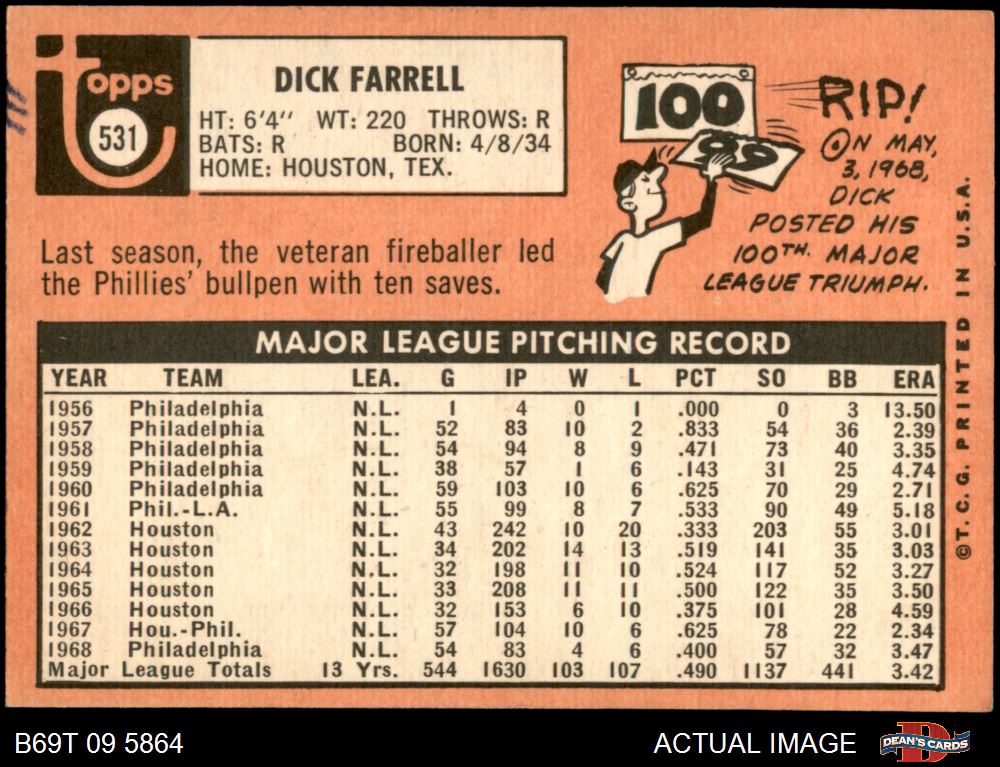 Topps
531
DICK FARRELL
HT: 6'4" WT: 220 THROWS: R
BATS: R BORN: 4/8/34
HOME: HOUSTON, TEX.
100
99
RIP!
ON MAY,
3, 1968,
DICK
POSTED HIS
100TH. MAJOR
LEAGUE TRIUMPH.
Last season, the veteran fireballer led
the Phillies' bullpen with ten saves.
MAJOR LEAGUE PITCHING RECORD
YEAR TEAM LEA. G IP W L PCT SO BB ERA
1956 Philadelphia N.L. 1 4 0 1 .000 0 3 13.50
1957 Philadelphia N.L. 52 83 10 2 .833 54 36 2.39
1958 Philadelphia N.L. 54 94 8 9 .471 73 40 3.35
1959 Philadelphia N.L. 38 57 1 6 .143 31 25 4.74
1960 Philadelphia N.L. 59 103 10 6 .625 70 29 2.71
1961 Phil.-L.A. N.L. 55 99 8 7 .533 90 49 5.18
1962 Houston N.L. 43 242 10 20 .333 203 55 3.01
1963 Houston N.L. 34 202 14 13 .519 141 35 3.03
1964 Houston N.L. 32 198 11 10 .524 117 52 3.27
1965 Houston N.L. 33 208 11 11 .500 122 35 3.50
1966 Houston N.L. 32 153 6 10 .375 101 28 4.59
1967 Hou.-Phil. N.L. 57 104 10 6 .625 78 22 2.34
1968 Philadelphia N.L. 54 83 4 6 .400 57 32 3.47
Major League Totals 13 Yrs. 544 1630 103 107 .490 1137 441 3.42
©T.C.G. PRINTED IN U.S.A.
B69T 09 5864
ACTUAL IMAGE
D
DEAN'S CARDS